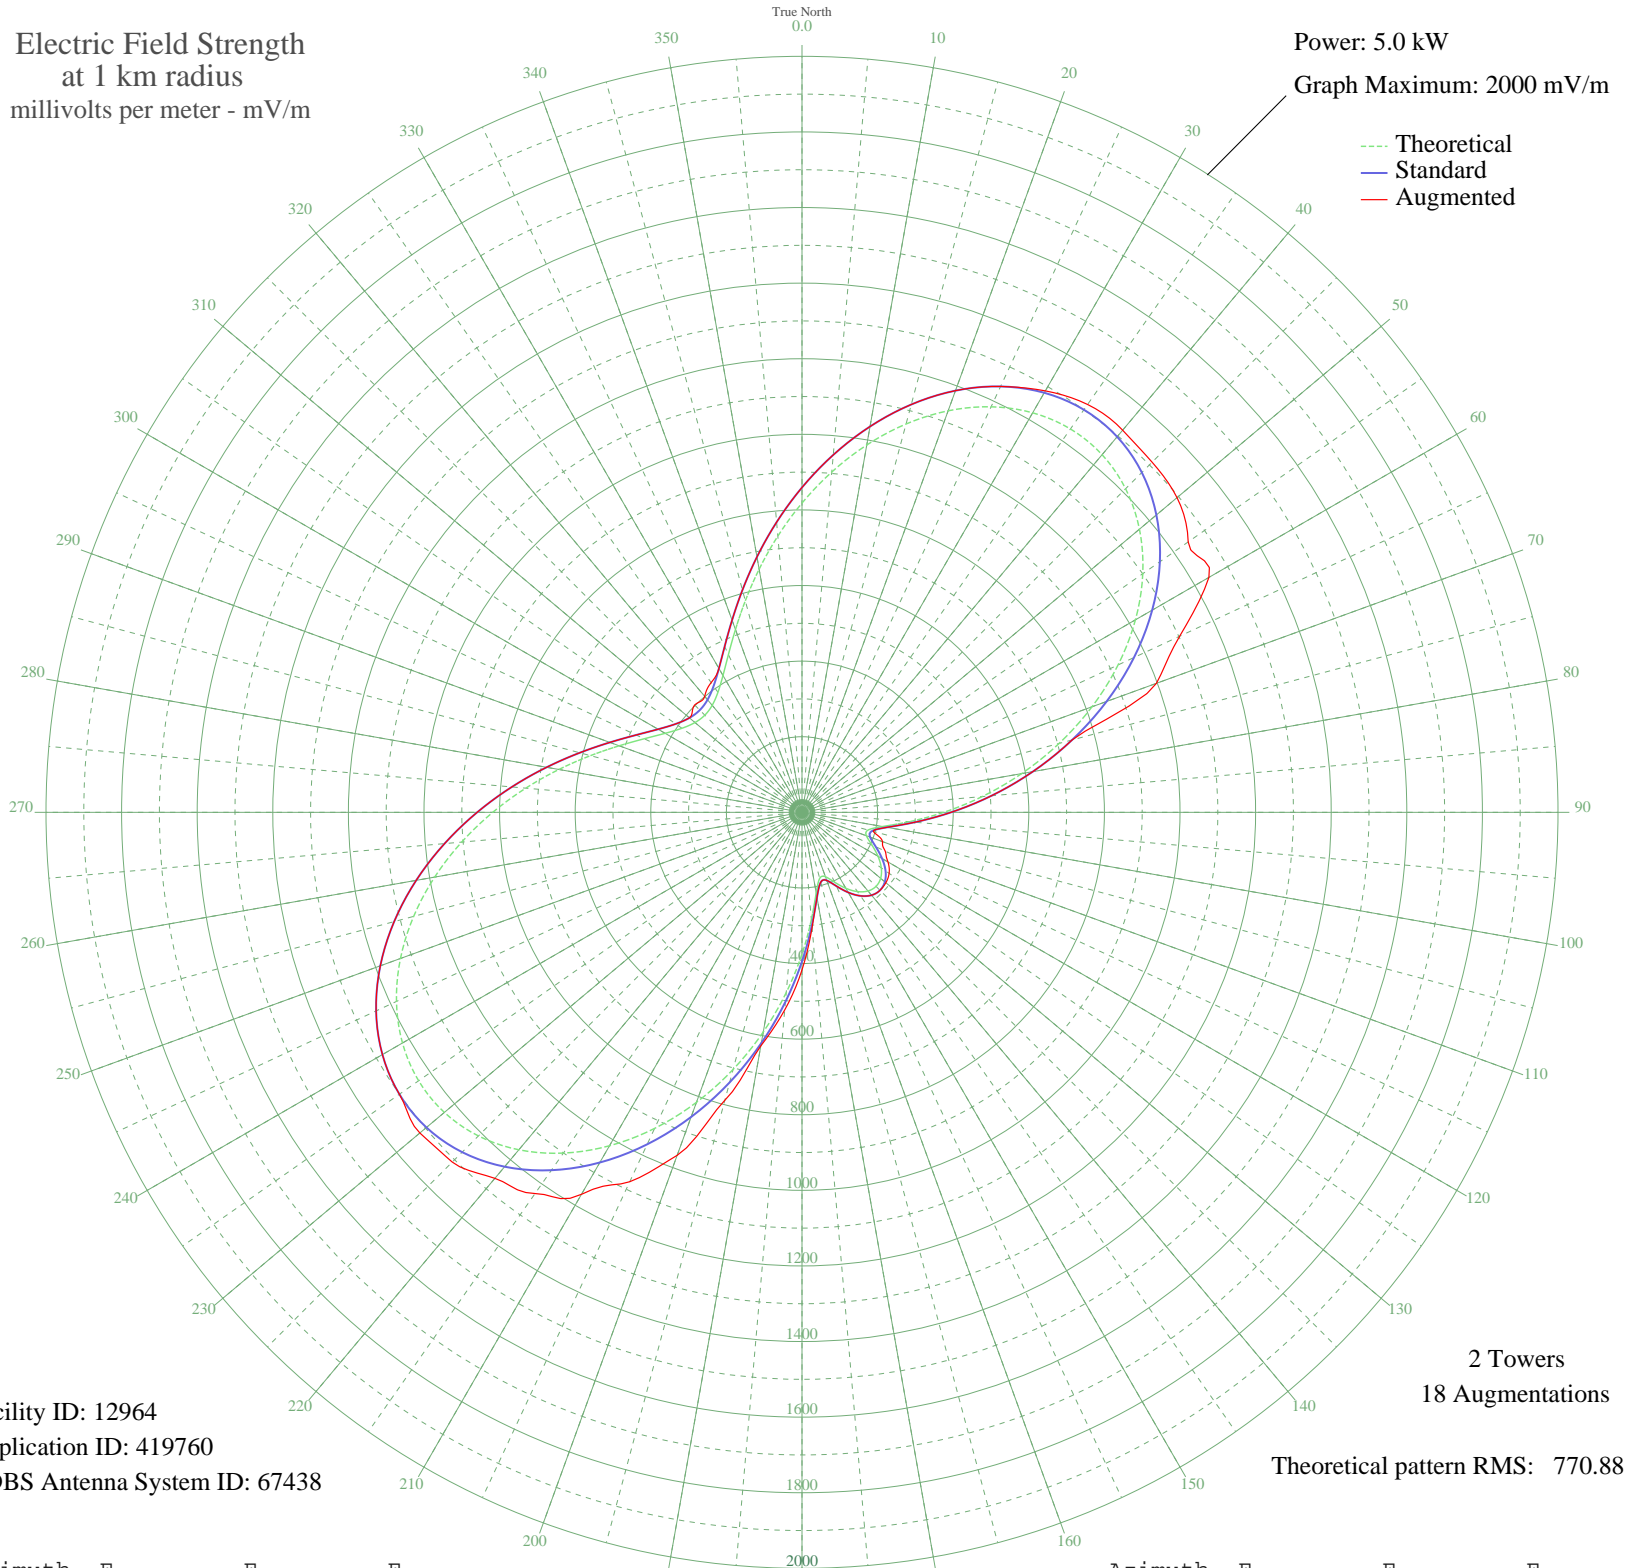 True North
0.0
Electric Field Strength
at 1 km radius
millivolts per meter - mV/m
Power: 5.0 kW
Graph Maximum: 2000 mV/m
Theoretical
Standard
Augmented
10
20
30
40
50
60
70
80
90
100
110
120
130
140
150
160
200
210
220
230
240
250
260
270
280
290
300
310
320
330
340
350
400
600
800
1000
1200
1400
1600
1800
2000
2 Towers
18 Augmentations
Theoretical pattern RMS: 770.88
cility ID: 12964
plication ID: 419760
DBS Antenna System ID: 67438